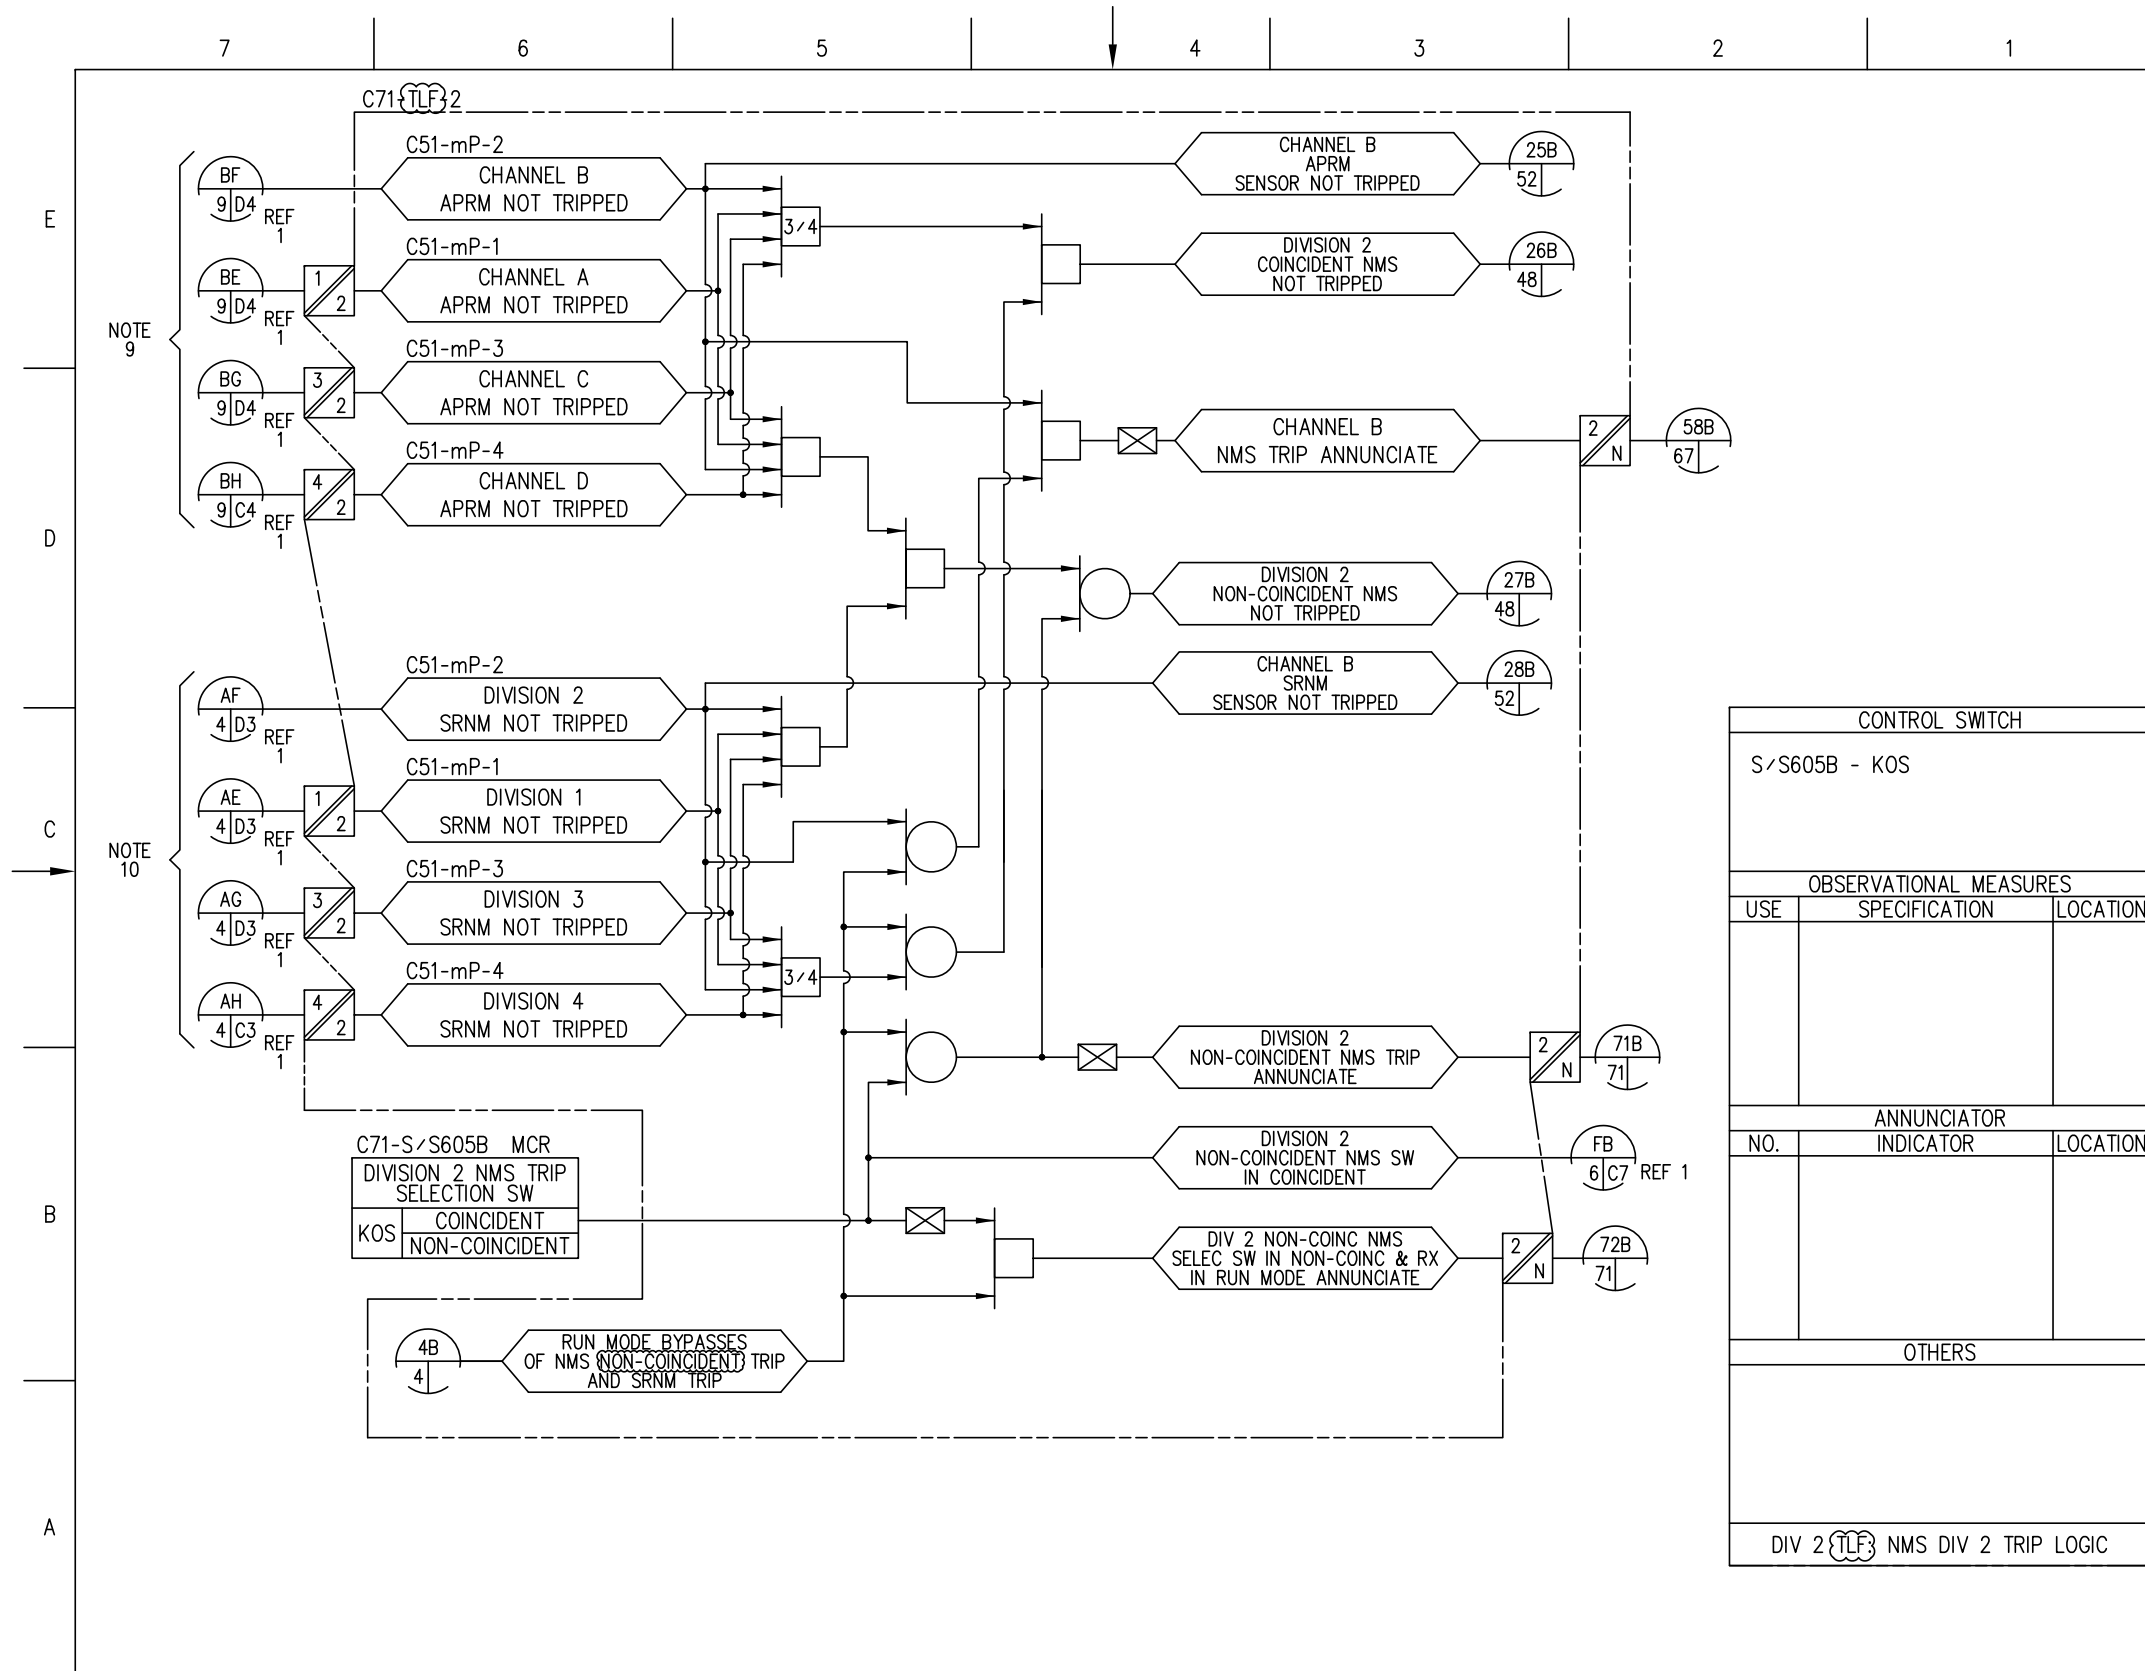 7 6 5 4 3 2 1
C71-TLF-2
E
D
C
B
A
NOTE
9
BF
9 D4
REF
1
C51-mP-2
CHANNEL B
APRM NOT TRIPPED
BE
9 D4
REF
1
1
2
C51-mP-1
CHANNEL A
APRM NOT TRIPPED
BG
9 D4
REF
1
3
2
C51-mP-3
CHANNEL C
APRM NOT TRIPPED
BH
9 C4
REF
1
4
2
C51-mP-4
CHANNEL D
APRM NOT TRIPPED
3/4
CHANNEL B
APRM
SENSOR NOT TRIPPED
25B
52
DIVISION 2
COINCIDENT NMS
NOT TRIPPED
26B
48
CHANNEL B
NMS TRIP ANNUNCIATE
2
N
58B
67
DIVISION 2
NON-COINCIDENT NMS
NOT TRIPPED
27B
48
CHANNEL B
SRNM
SENSOR NOT TRIPPED
28B
52
NOTE
10
AF
4 D3
REF
1
C51-mP-2
DIVISION 2
SRNM NOT TRIPPED
AE
4 D3
REF
1
1
2
C51-mP-1
DIVISION 1
SRNM NOT TRIPPED
AG
4 D3
REF
1
3
2
C51-mP-3
DIVISION 3
SRNM NOT TRIPPED
AH
4 C3
REF
1
4
2
C51-mP-4
DIVISION 4
SRNM NOT TRIPPED
3/4
DIVISION 2
NON-COINCIDENT NMS TRIP
ANNUNCIATE
2
N
71B
71
C71-S/S605B MCR
DIVISION 2 NMS TRIP
SELECTION SW
KOS
COINCIDENT
NON-COINCIDENT
DIVISION 2
NON-COINCIDENT NMS SW
IN COINCIDENT
FB
6 C7 REF 1
DIV 2 NON-COINC NMS
SELEC SW IN NON-COINC & RX
IN RUN MODE ANNUNCIATE
2
N
72B
71
4B
4
RUN MODE BYPASSES
OF NMS NON-COINCIDENT TRIP
AND SRNM TRIP
CONTROL SWITCH
S/S605B - KOS
OBSERVATIONAL MEASURES
USE SPECIFICATION LOCATION
ANNUNCIATOR
NO. INDICATOR LOCATION
OTHERS
DIV 2 TLF: NMS DIV 2 TRIP LOGIC